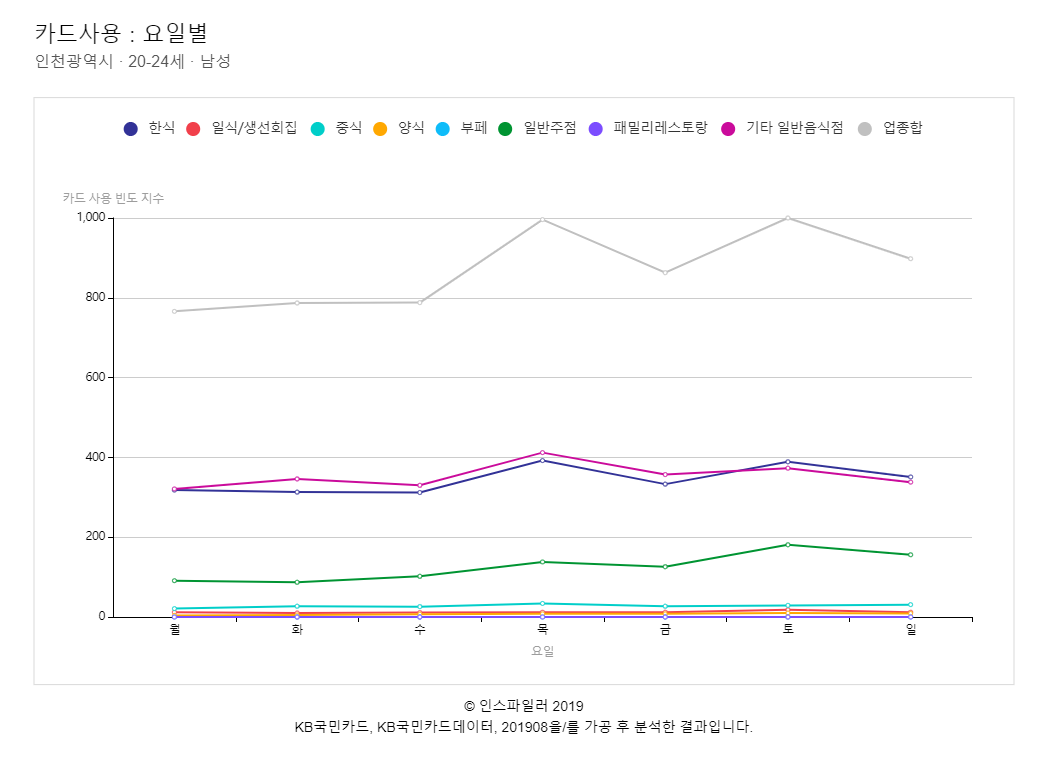 카드사용 : 요일별
인천광역시 · 20-24세 · 남성
한식 일식/생선회집 중식 양식 부페 일반주점 패밀리레스토랑 기타 일반음식점 업종합
카드 사용 빈도 지수
1,000
800
600
400
200
0
월 화 수 목 금 토 일
요일
© 인스파일러 2019
KB국민카드, KB국민카드데이터, 201908을/를 가공 후 분석한 결과입니다.